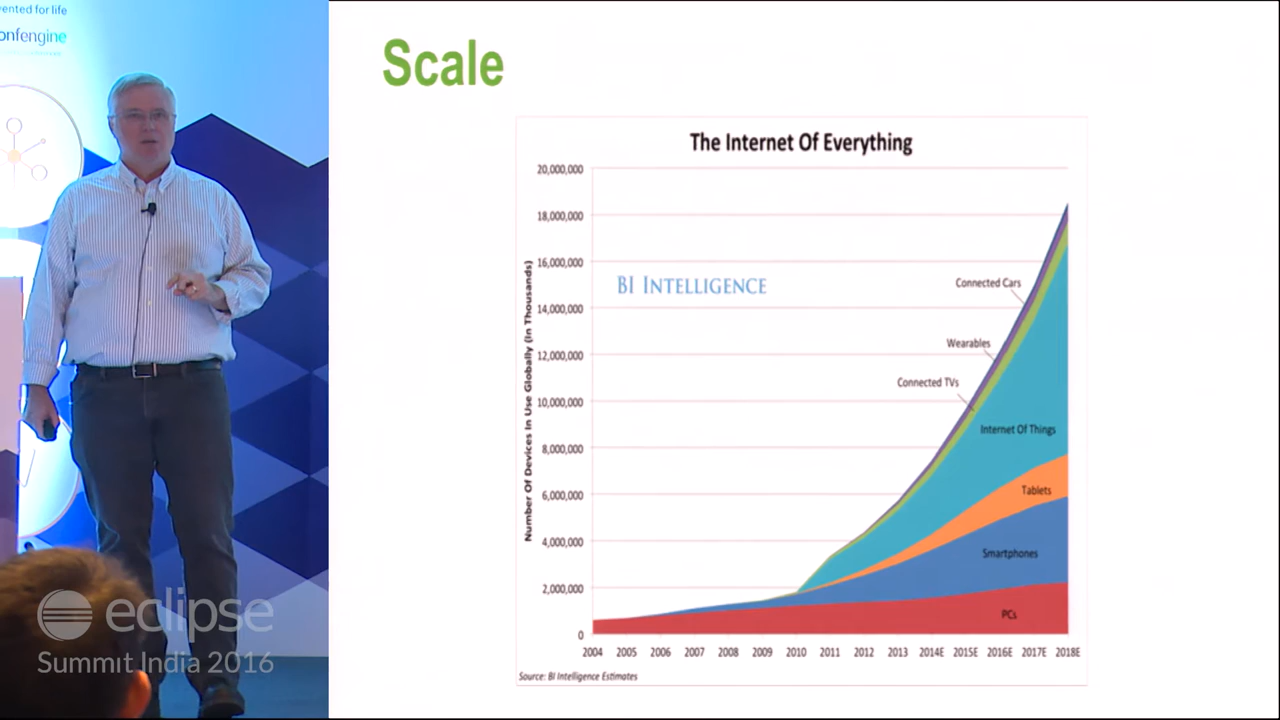 vented for life
onfengine
Scale
The Internet Of Everything
Number Of Devices In Use Globally (In Thousands)
20,000,000
18,000,000
16,000,000
14,000,000
12,000,000
10,000,000
8,000,000
6,000,000
4,000,000
2,000,000
0
BI INTELLIGENCE
Connected Cars
Wearables
Connected TVs
Internet Of Things
Tablets
Smartphones
PCs
2004 2005 2006 2007 2008 2009 2010 2011 2012 2013 2014E 2015E 2016E 2017E 2018E
Source: BI Intelligence Estimates
eclipse
Summit India 2016